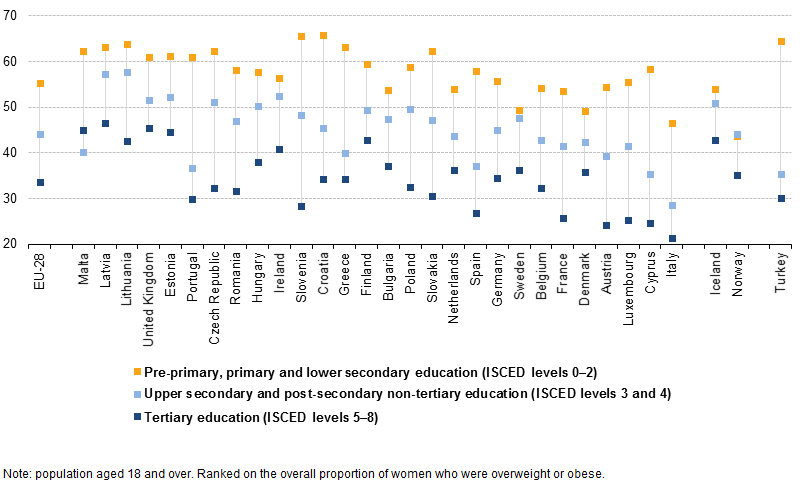 70
60
50
40
30
20
EU-28
Malta
Latvia
Lithuania
United Kingdom
Estonia
Portugal
Czech Republic
Romania
Hungary
Ireland
Slovenia
Croatia
Greece
Finland
Bulgaria
Poland
Slovakia
Netherlands
Spain
Germany
Sweden
Belgium
France
Denmark
Austria
Luxembourg
Cyprus
Italy
Iceland
Norway
Turkey
Pre-primary, primary and lower secondary education (ISCED levels 0–2)
Upper secondary and post-secondary non-tertiary education (ISCED levels 3 and 4)
Tertiary education (ISCED levels 5–8)
Note: population aged 18 and over. Ranked on the overall proportion of women who were overweight or obese.